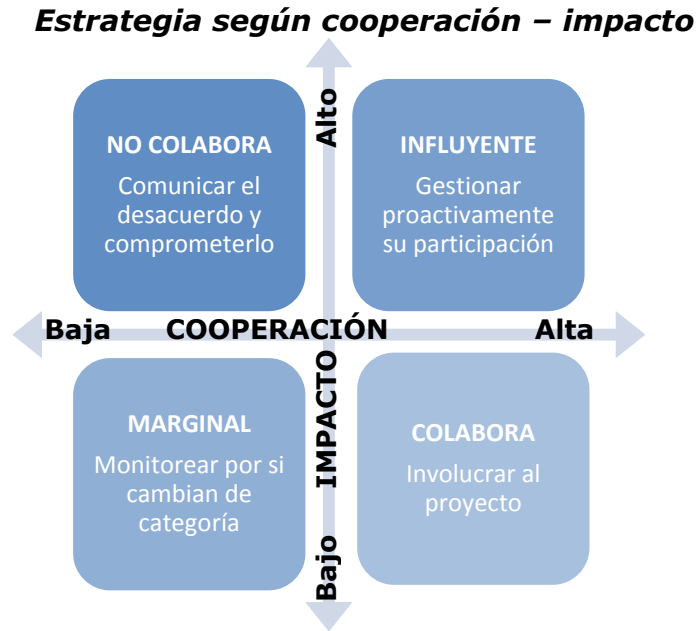 Estrategia según cooperación – impacto
Alto
NO COLABORA
Comunicar el
desacuerdo y
comprometerlo
INFLUYENTE
Gestionar
proactivamente
su participación
Baja
COOPERACIÓN
Alta
IMPACTO
MARGINAL
Monitorear por si
cambian de
categoría
COLABORA
Involucrar al
proyecto
Bajo